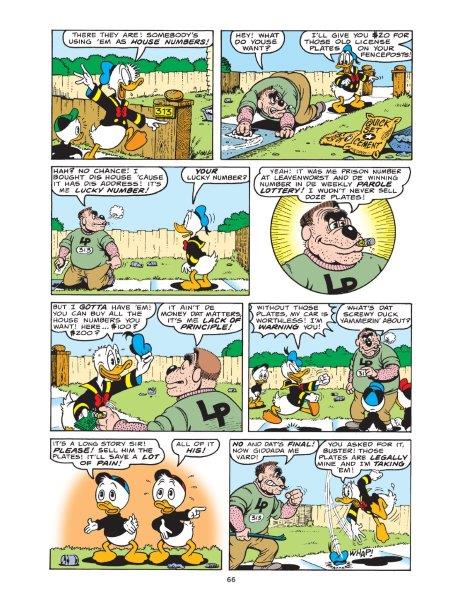 THERE THEY ARE! SOMEBODY'S
USING 'EM AS HOUSE NUMBERS!
313
HEY! WHAT
DO YOUSE
WANT?
I'LL GIVE YOU $20 FOR
THOSE OLD LICENSE
PLATES ON YOUR
FENCEPOSTS!
QUICK
SET
CEMENT
HAH? NO CHANCE! I
BOUGHT DIS HOUSE 'CAUSE
IT HAS DIS ADDRESS! IT'S
ME LUCKY NUMBER!
YOUR
LUCKY NUMBER?
LP
313
YEAH! IT WAS ME PRISON NUMBER
AT LEAVENWORST AND DE WINNING
NUMBER IN DE WEEKLY PAROLE
LOTTERY! I WUDN'T NEVER SELL
DOZE PLATES!
LP
BUT I GOTTA HAVE 'EM!
YOU CAN BUY ALL THE
HOUSE NUMBERS YOU
WANT! HERE... $100?
$200?
IT AIN'T DE
MONEY DAT MATTERS,
IT'S ME LACK OF
PRINCIPLE!
LP
WITHOUT THOSE
PLATES, MY CAR IS
WORTHLESS! I'M
WARNING YOU!
WHAT'S DAT
SCREWY DUCK
YAMMERIN' ABOUT?
LP
313
IT'S A LONG STORY SIR!
PLEASE! SELL HIM THE
PLATES! IT'LL SAVE A LOT
OF PAIN!
ALL OF IT
HIS!
NO AND DAT'S FINAL!
NOW GIDDADA ME
YARD!
YOU ASKED FOR IT,
BUSTER! THOSE
PLATES ARE LEGALLY
MINE AND I'M TAKING
'EM!
LP
313
WHAP!
66